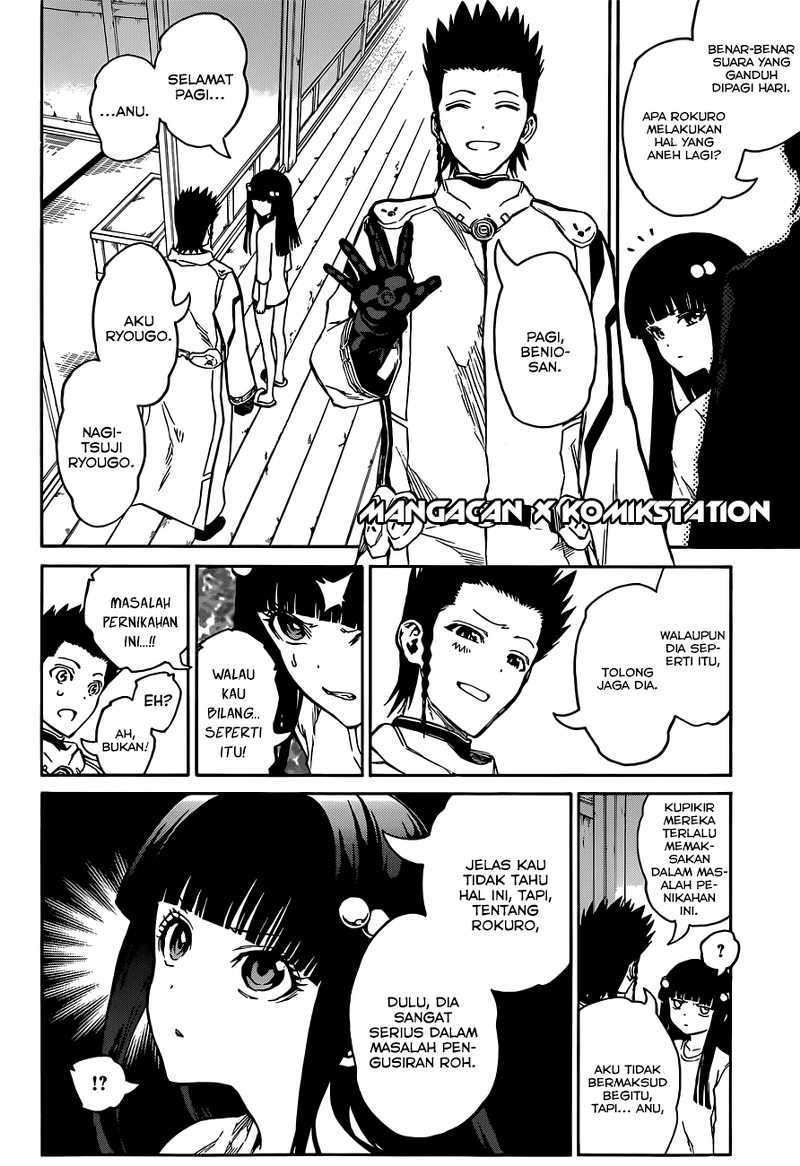 BENAR-BENAR
SUARA YANG
GANDUH
DIPAGI HARI.
APA ROKURO
MELAKUKAN
HAL YANG
ANEH LAGI?
PAGI,
BENIO-
SAN.
SELAMAT
PAGI...
...ANU.
AKU
RYOUGO.
NAGI-
TSUJI
RYOUGO.
MANGACAN X KOMIKSTATION
WALAUPUN
DIA SEP-
ERTI ITU,
TOLONG
JAGA DIA.
WALAU
KAU
BILANG..
SEPERTI
ITU!
MASALAH
PERNIKAHAN
INI...!!
EH?
AH,
BUKAN!
KUPIKIR
MEREKA
TERLALU
MEMAK-
SAKAN
DALAM MAS-
ALAH PE-
NIKAHAN
INI.
?
AKU TIDAK
BERMAKSUD
BEGITU,
TAPI... ANU,
JELAS KAU
TIDAK TAHU
HAL INI, TAPI,
TENTANG
ROKURO,
DULU, DIA
SANGAT
SERIUS DALAM
MASALAH PEN-
GUSIRAN ROH.
!?